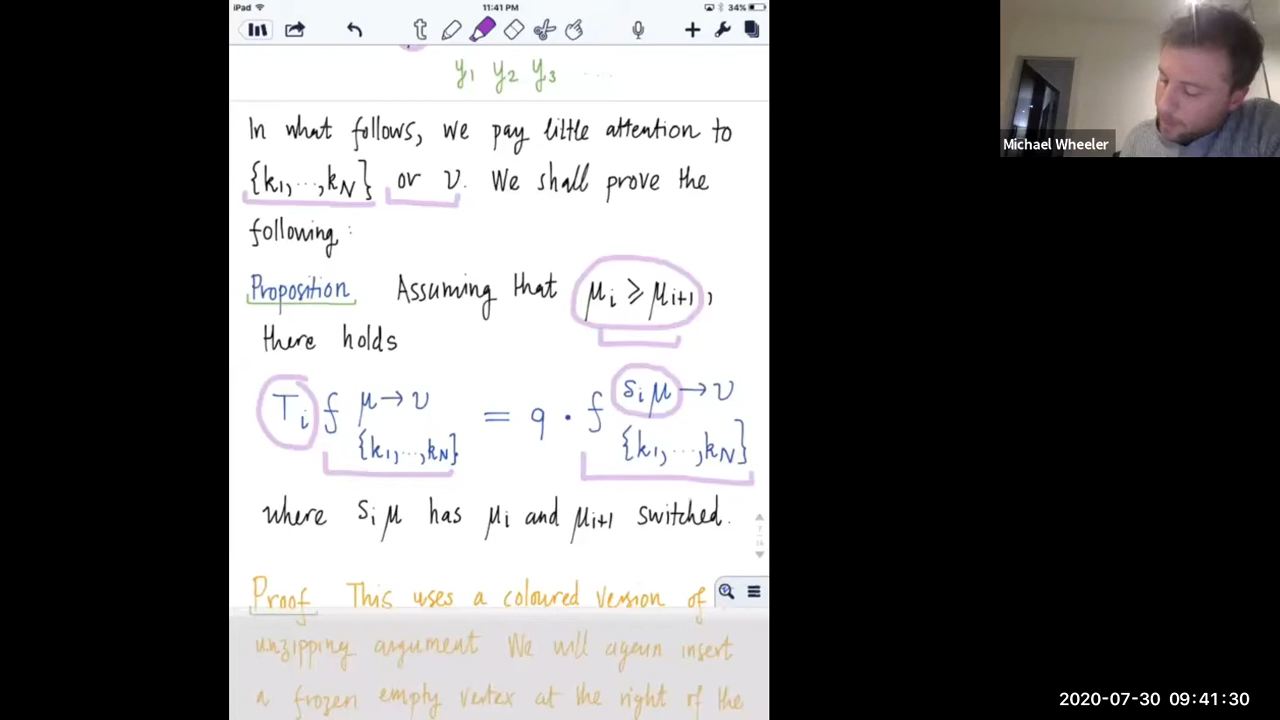 iPad 11:41 PM 34%
y1 y2 y3 ...
In what follows, we pay little attention to
{k1,...,kN} or ν. We shall prove the
following:
Proposition Assuming that μi ⩾ μi+1,
there holds
Ti f μ→ν {k1,...,kN} = q · f siμ→ν {k1,...,kN}
where siμ has μi and μi+1 switched.
Proof This uses a coloured version of
unzipping argument We will again insert
a frozen empty vertex at the right of the
Michael Wheeler
2020-07-30 09:41:30